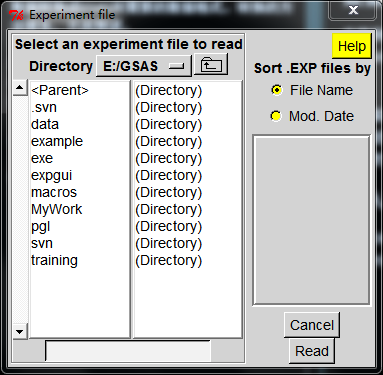 Experiment file
Select an experiment file to read
Directory E:/GSAS
<Parent> (Directory)
.svn (Directory)
data (Directory)
example (Directory)
exe (Directory)
expgui (Directory)
macros (Directory)
MyWork (Directory)
pgl (Directory)
svn (Directory)
training (Directory)
Help
Sort .EXP files by
File Name
Mod. Date
Cancel
Read